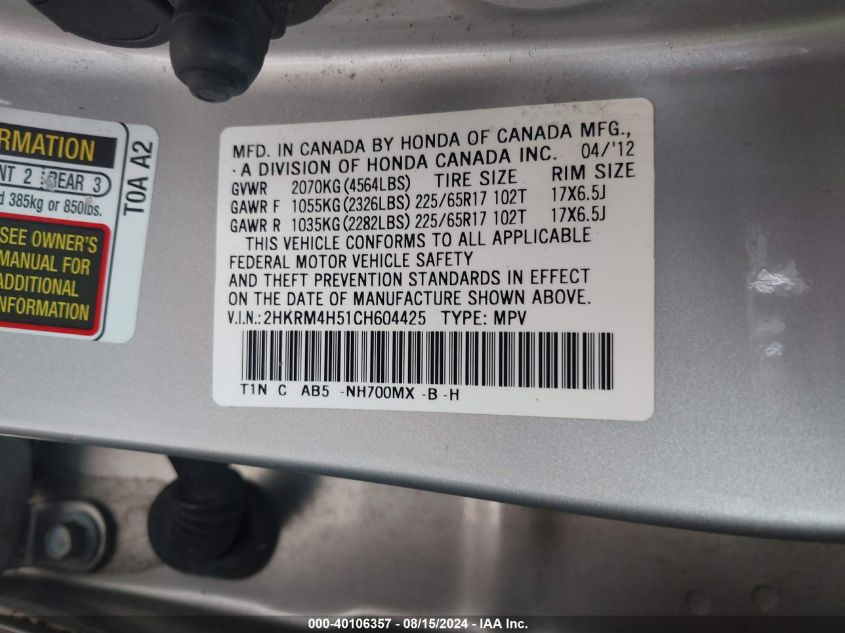 RMATION
NT 2 REAR 3
d 385kg or 850lbs.
SEE OWNER'S
MANUAL FOR
ADDITIONAL
INFORMATION
T0A A2
MFD. IN CANADA BY HONDA OF CANADA MFG.,
A DIVISION OF HONDA CANADA INC. 04/'12
GVWR 2070KG(4564LBS) TIRE SIZE RIM SIZE
GAWR F 1055KG(2326LBS) 225/65R17 102T 17X6.5J
GAWR R 1035KG(2282LBS) 225/65R17 102T 17X6.5J
THIS VEHICLE CONFORMS TO ALL APPLICABLE
FEDERAL MOTOR VEHICLE SAFETY
AND THEFT PREVENTION STANDARDS IN EFFECT
ON THE DATE OF MANUFACTURE SHOWN ABOVE.
V.I.N.:2HKRM4H51CH604425 TYPE: MPV
T1N C AB5 -NH700MX -B -H
000-40106357 - 08/15/2024 - IAA Inc.